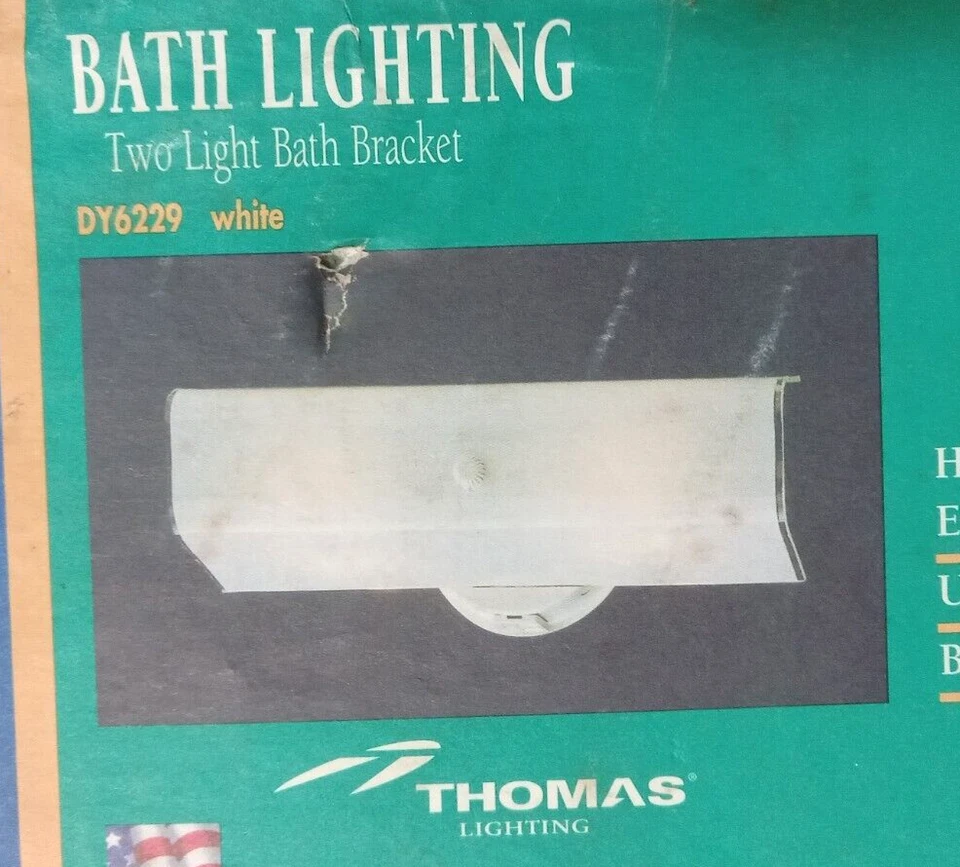 BATH LIGHTING
Two Light Bath Bracket
DY6229 white
H
E
U
B
THOMAS®
LIGHTING